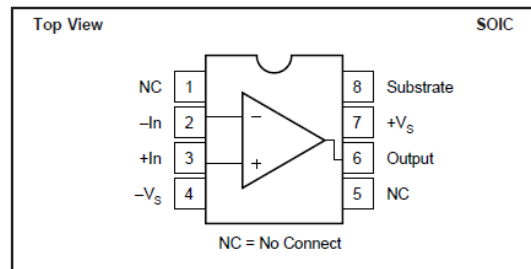 Top View SOIC
NC 1 8 Substrate
–In 2 – 7 +VS
+In 3 + 6 Output
–VS 4 5 NC
NC = No Connect